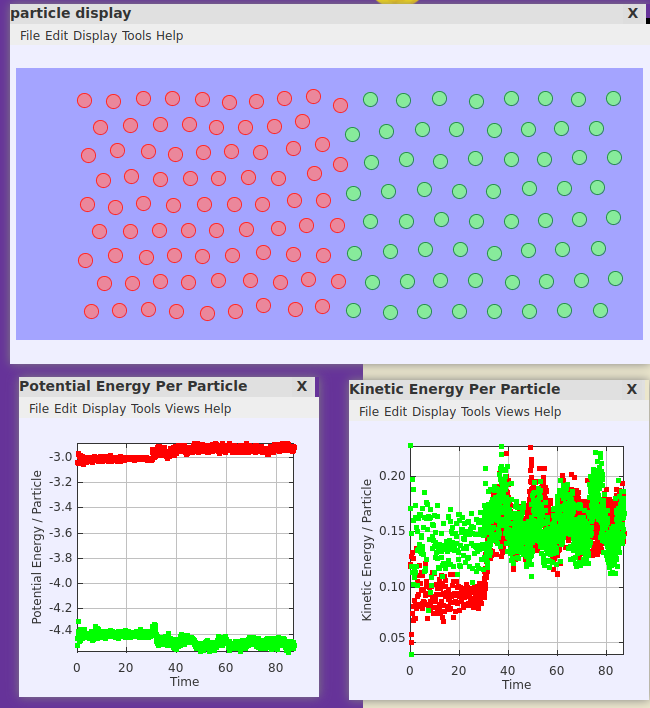 particle display X
File Edit Display Tools Help
Potential Energy Per Particle X
File Edit Display Tools Views Help
Potential Energy / Particle
-3.0
-3.2
-3.4
-3.6
-3.8
-4.0
-4.2
-4.4
0 20 40 60 80
Time
Kinetic Energy Per Particle X
File Edit Display Tools Views Help
Kinetic Energy / Particle
0.20
0.15
0.10
0.05
0 20 40 60 80
Time